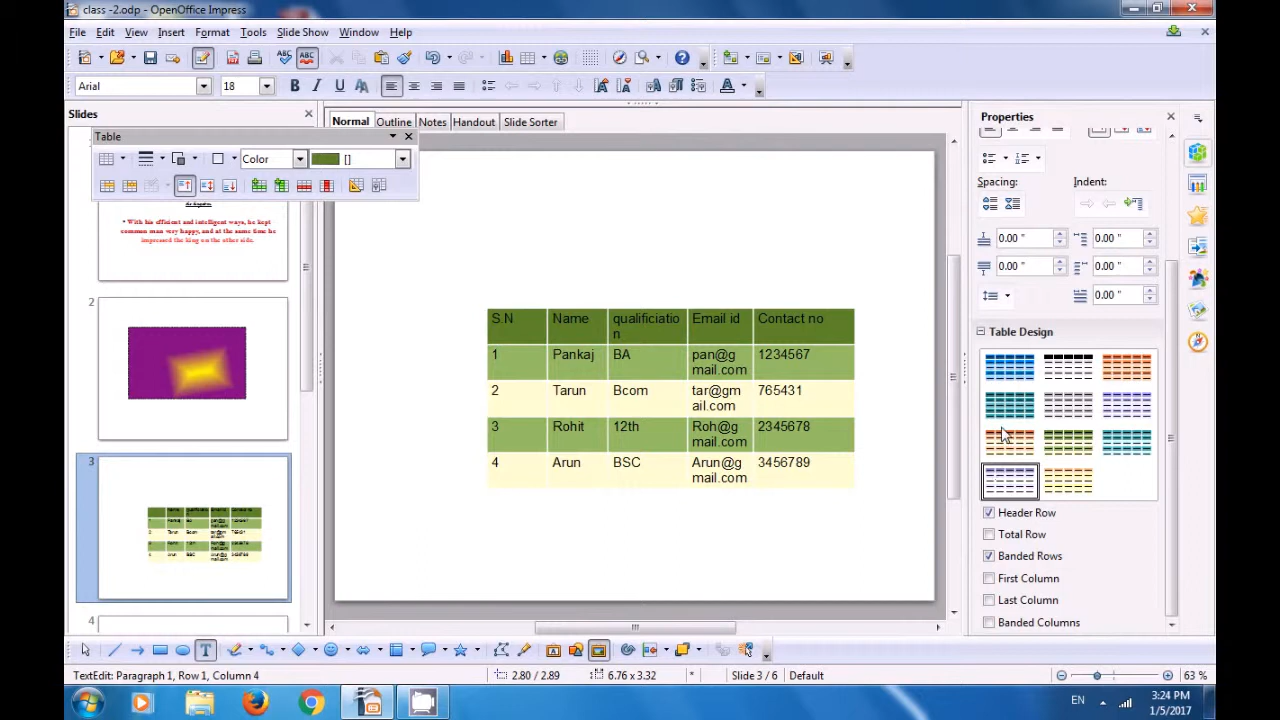 class -2.odp - OpenOffice Impress
File Edit View Insert Format Tools Slide Show Window Help
Arial 18
Slides
Normal Outline Notes Handout Slide Sorter
Properties
Table
Color []
Spacing: Indent:
0.00 " 0.00 "
0.00 " 0.00 "
0.00 "
* With his efficient and intelligent ways, he kept
common man very happy, and at the same time he
impressed the king on the other side.
2
3
4
S.N Name qualificiatio
n Email id Contact no
1 Pankaj BA pan@g
mail.com 1234567
2 Tarun Bcom tar@gm
ail.com 765431
3 Rohit 12th Roh@g
mail.com 2345678
4 Arun BSC Arun@g
mail.com 3456789
Table Design
Header Row
Total Row
Banded Rows
First Column
Last Column
Banded Columns
TextEdit: Paragraph 1, Row 1, Column 4 2.80 / 2.89 6.76 x 3.32 * Slide 3 / 6 Default 63 %
EN 3:24 PM
1/5/2017